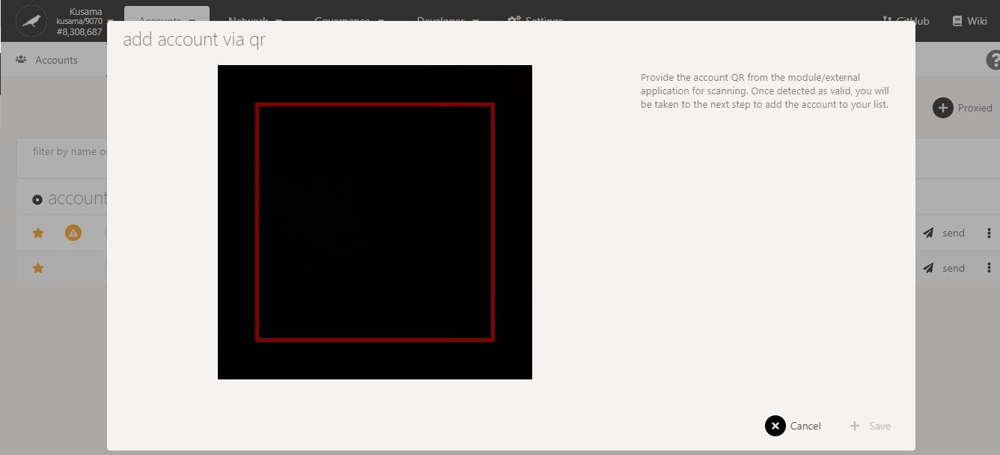 Kusama
kusama/9070
#8,308,687
Accounts
Network
Governance
Developer
Settings
GitHub
Wiki
Accounts
add account via qr
Provide the account QR from the module/external
application for scanning. Once detected as valid, you will
be taken to the next step to add the account to your list.
Proxied
filter by name o
account
send
send
Cancel
Save